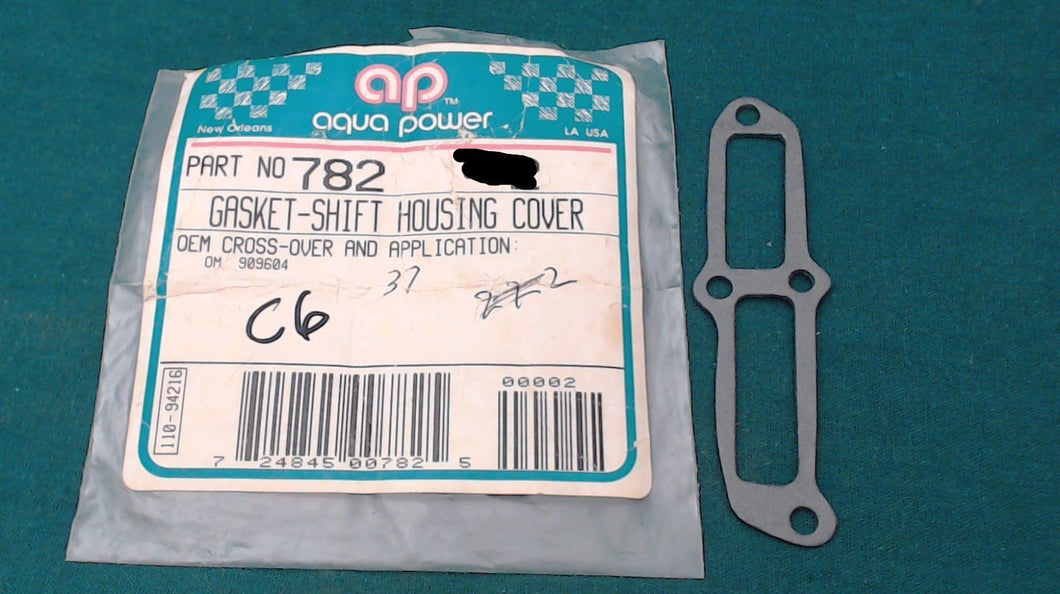 ap™
aqua power
New Orleans
LA USA
PART NO 782
GASKET-SHIFT HOUSING COVER
OEM CROSS-OVER AND APPLICATION:
OM 909604
37
C6
110-94216
00002
7 24845 00782 5